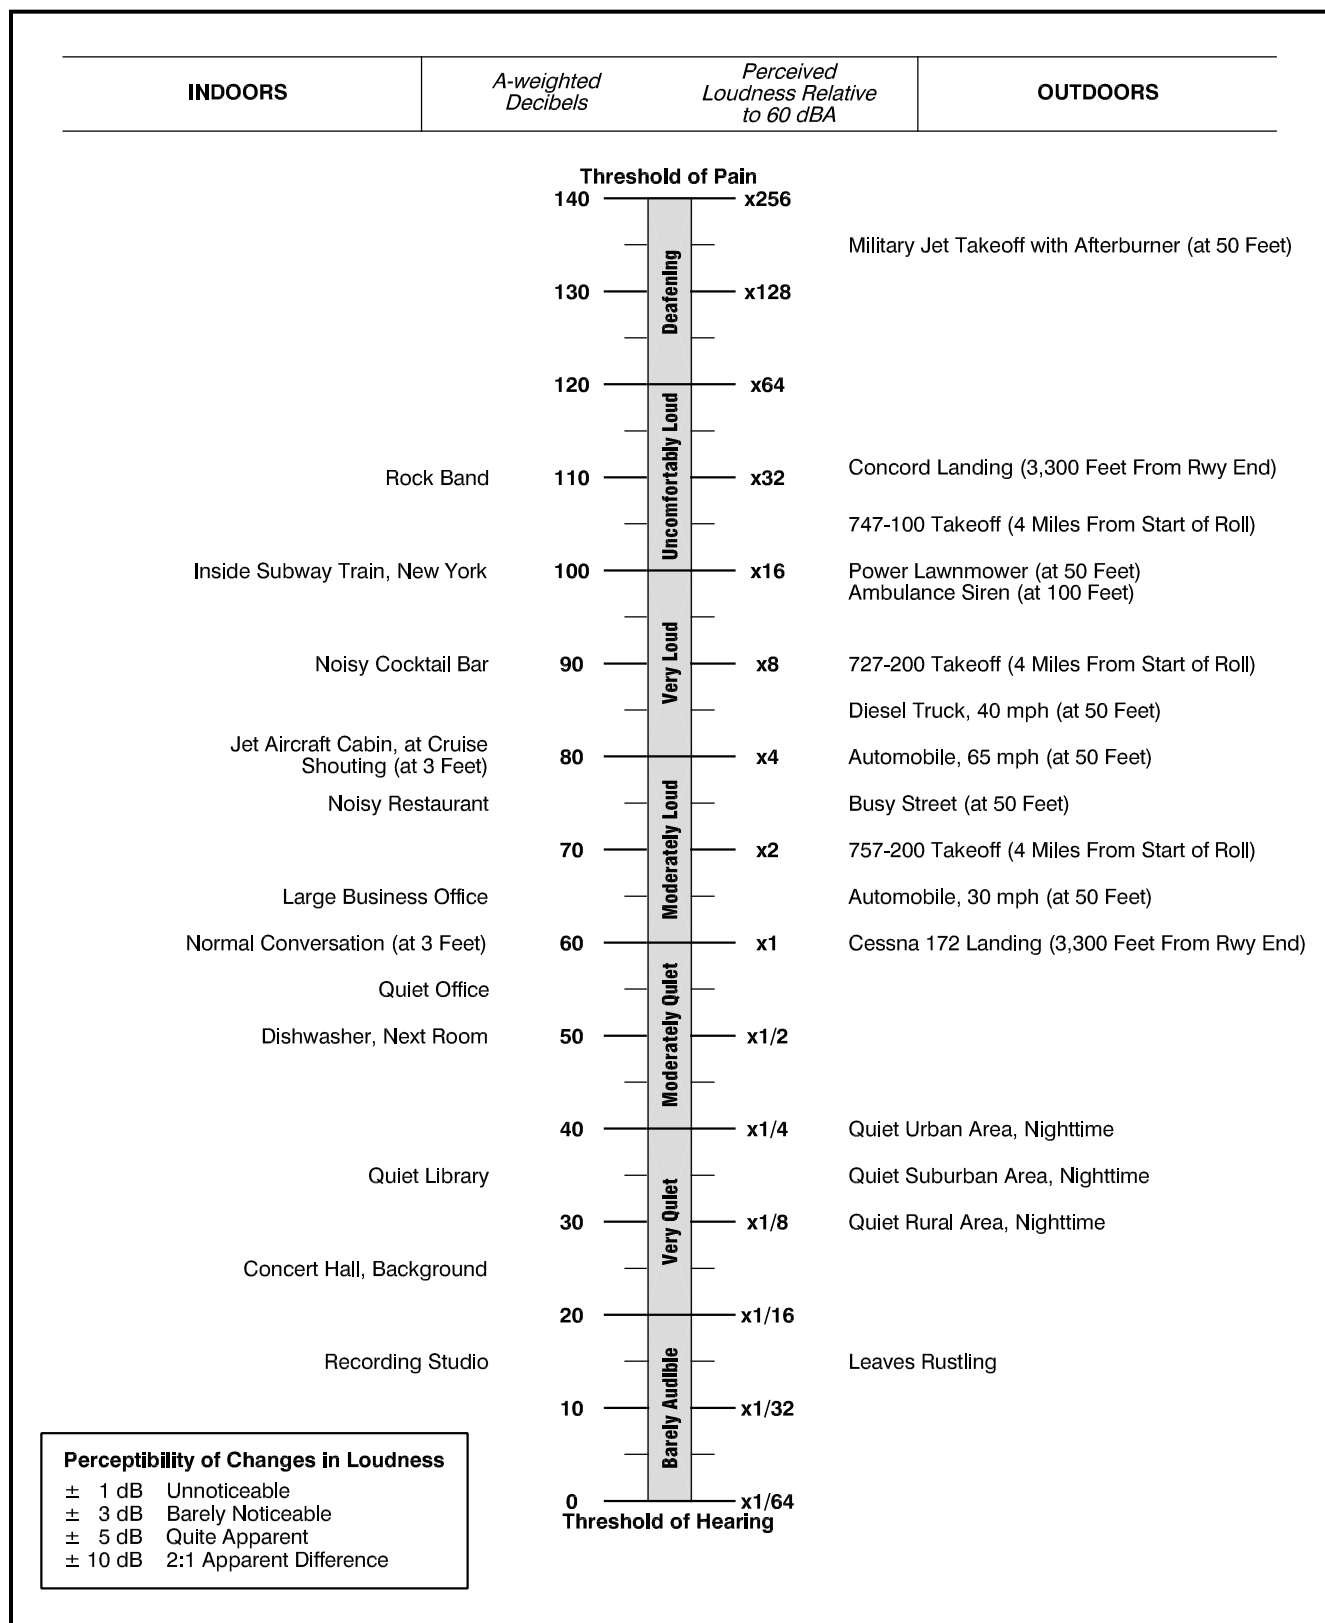 INDOORS
A-weighted
Decibels
Perceived
Loudness Relative
to 60 dBA
OUTDOORS
Threshold of Pain
140 x256
Military Jet Takeoff with Afterburner (at 50 Feet)
Deafening
130 x128
120 x64
Uncomfortably Loud
Rock Band 110 x32 Concord Landing (3,300 Feet From Rwy End)
747-100 Takeoff (4 Miles From Start of Roll)
Inside Subway Train, New York 100 x16 Power Lawnmower (at 50 Feet)
Ambulance Siren (at 100 Feet)
Very Loud
Noisy Cocktail Bar 90 x8 727-200 Takeoff (4 Miles From Start of Roll)
Diesel Truck, 40 mph (at 50 Feet)
Jet Aircraft Cabin, at Cruise
Shouting (at 3 Feet)
80 x4 Automobile, 65 mph (at 50 Feet)
Noisy Restaurant Busy Street (at 50 Feet)
Moderately Loud
70 x2 757-200 Takeoff (4 Miles From Start of Roll)
Large Business Office Automobile, 30 mph (at 50 Feet)
Normal Conversation (at 3 Feet) 60 x1 Cessna 172 Landing (3,300 Feet From Rwy End)
Quiet Office
Moderately Quiet
Dishwasher, Next Room 50 x1/2
40 x1/4 Quiet Urban Area, Nighttime
Quiet Library Quiet Suburban Area, Nighttime
Very Quiet
30 x1/8 Quiet Rural Area, Nighttime
Concert Hall, Background
20 x1/16
Recording Studio Leaves Rustling
Barely Audible
10 x1/32
0 x1/64
Threshold of Hearing
Perceptibility of Changes in Loudness
± 1 dB Unnoticeable
± 3 dB Barely Noticeable
± 5 dB Quite Apparent
± 10 dB 2:1 Apparent Difference